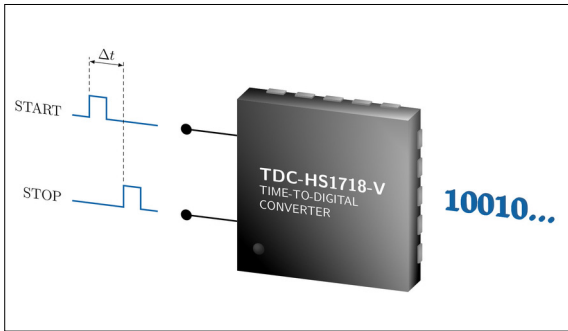 Δt
START
STOP
TDC-HS1718-V
TIME-TO-DIGITAL
CONVERTER
10010...